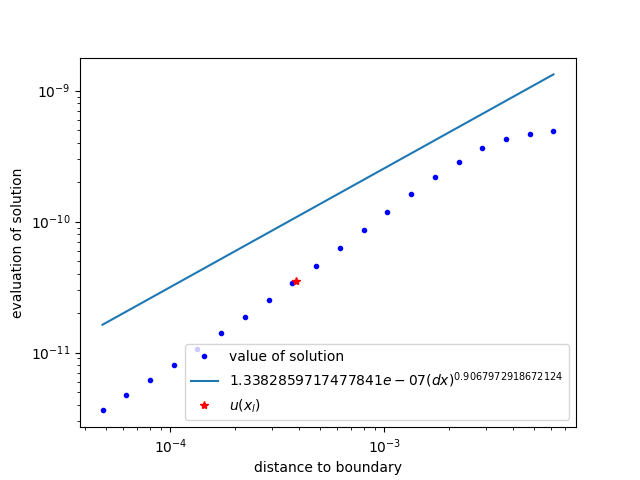 10⁻⁹
10⁻¹⁰
10⁻¹¹
evaluation of solution
value of solution
1.3382859717477841e − 07(dx)^0.9067972918672124
u(x_l)
10⁻⁴ 10⁻³
distance to boundary